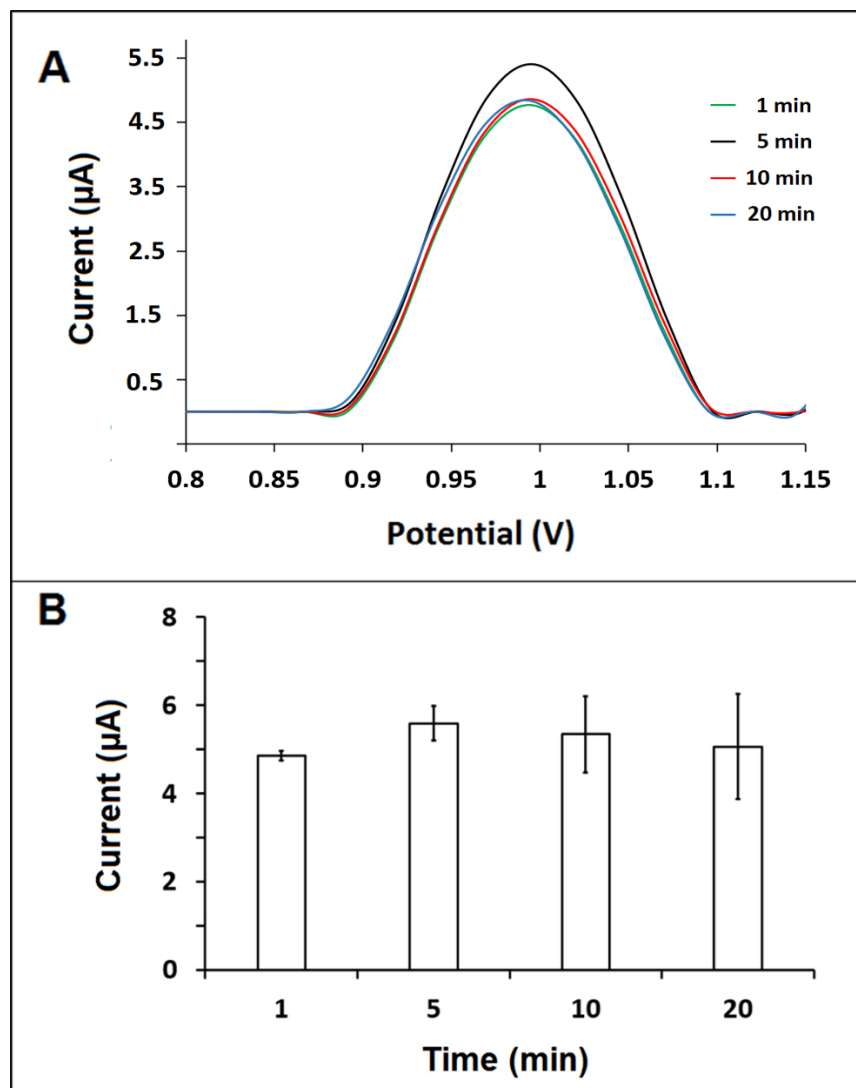 A
5.5
4.5
3.5
2.5
1.5
0.5
Current (µA)
1 min
5 min
10 min
20 min
0.8 0.85 0.9 0.95 1 1.05 1.1 1.15
Potential (V)
B
8
6
4
2
0
Current (µA)
1 5 10 20
Time (min)